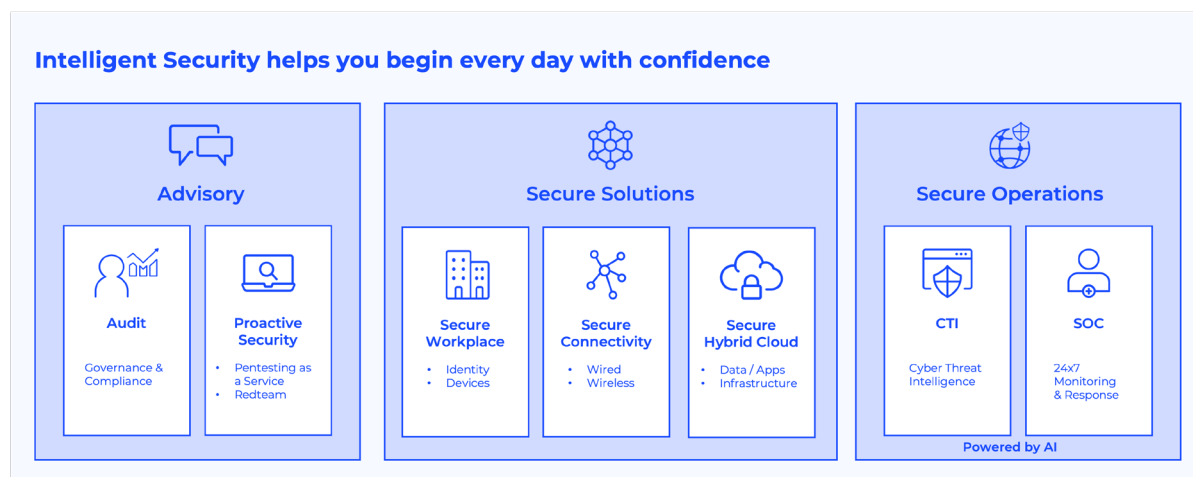 Intelligent Security helps you begin every day with confidence
Advisory
Audit
Governance &
Compliance
Proactive
Security
• Pentesting as
a Service
• Redteam
Secure Solutions
Secure
Workplace
• Identity
• Devices
Secure
Connectivity
• Wired
• Wireless
Secure
Hybrid Cloud
• Data / Apps
• Infrastructure
Secure Operations
CTI
Cyber Threat
Intelligence
SOC
24x7
Monitoring
& Response
Powered by AI